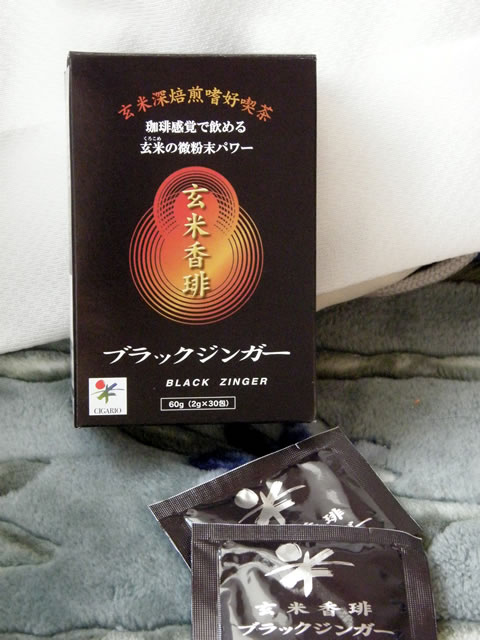 玄米深焙煎嗜好喫茶
珈琲感覚で飲める
くろこめ
玄米の微粉末パワー
玄米香琲
ブラックジンガー
BLACK ZINGER
60g (2g×30包)
CIGARIO
玄米香琲
ブラックジンガー